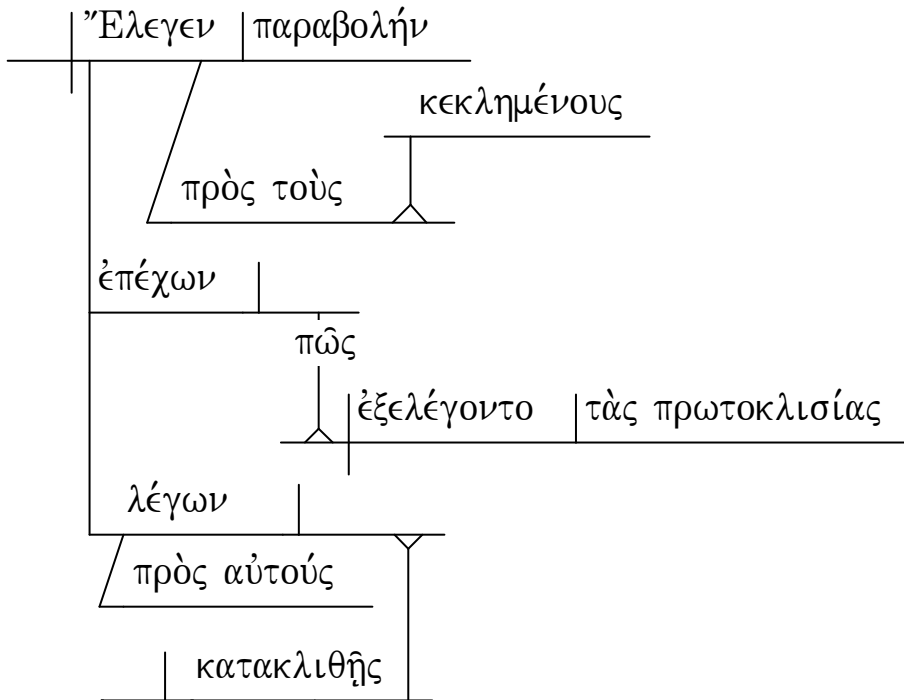 Ἔλεγεν παραβολήν
κεκλημένους
πρὸς τοὺς
ἐπέχων
πῶς
ἐξελέγοντο τὰς πρωτοκλισίας
λέγων
πρὸς αὐτούς
κατακλιθῇς